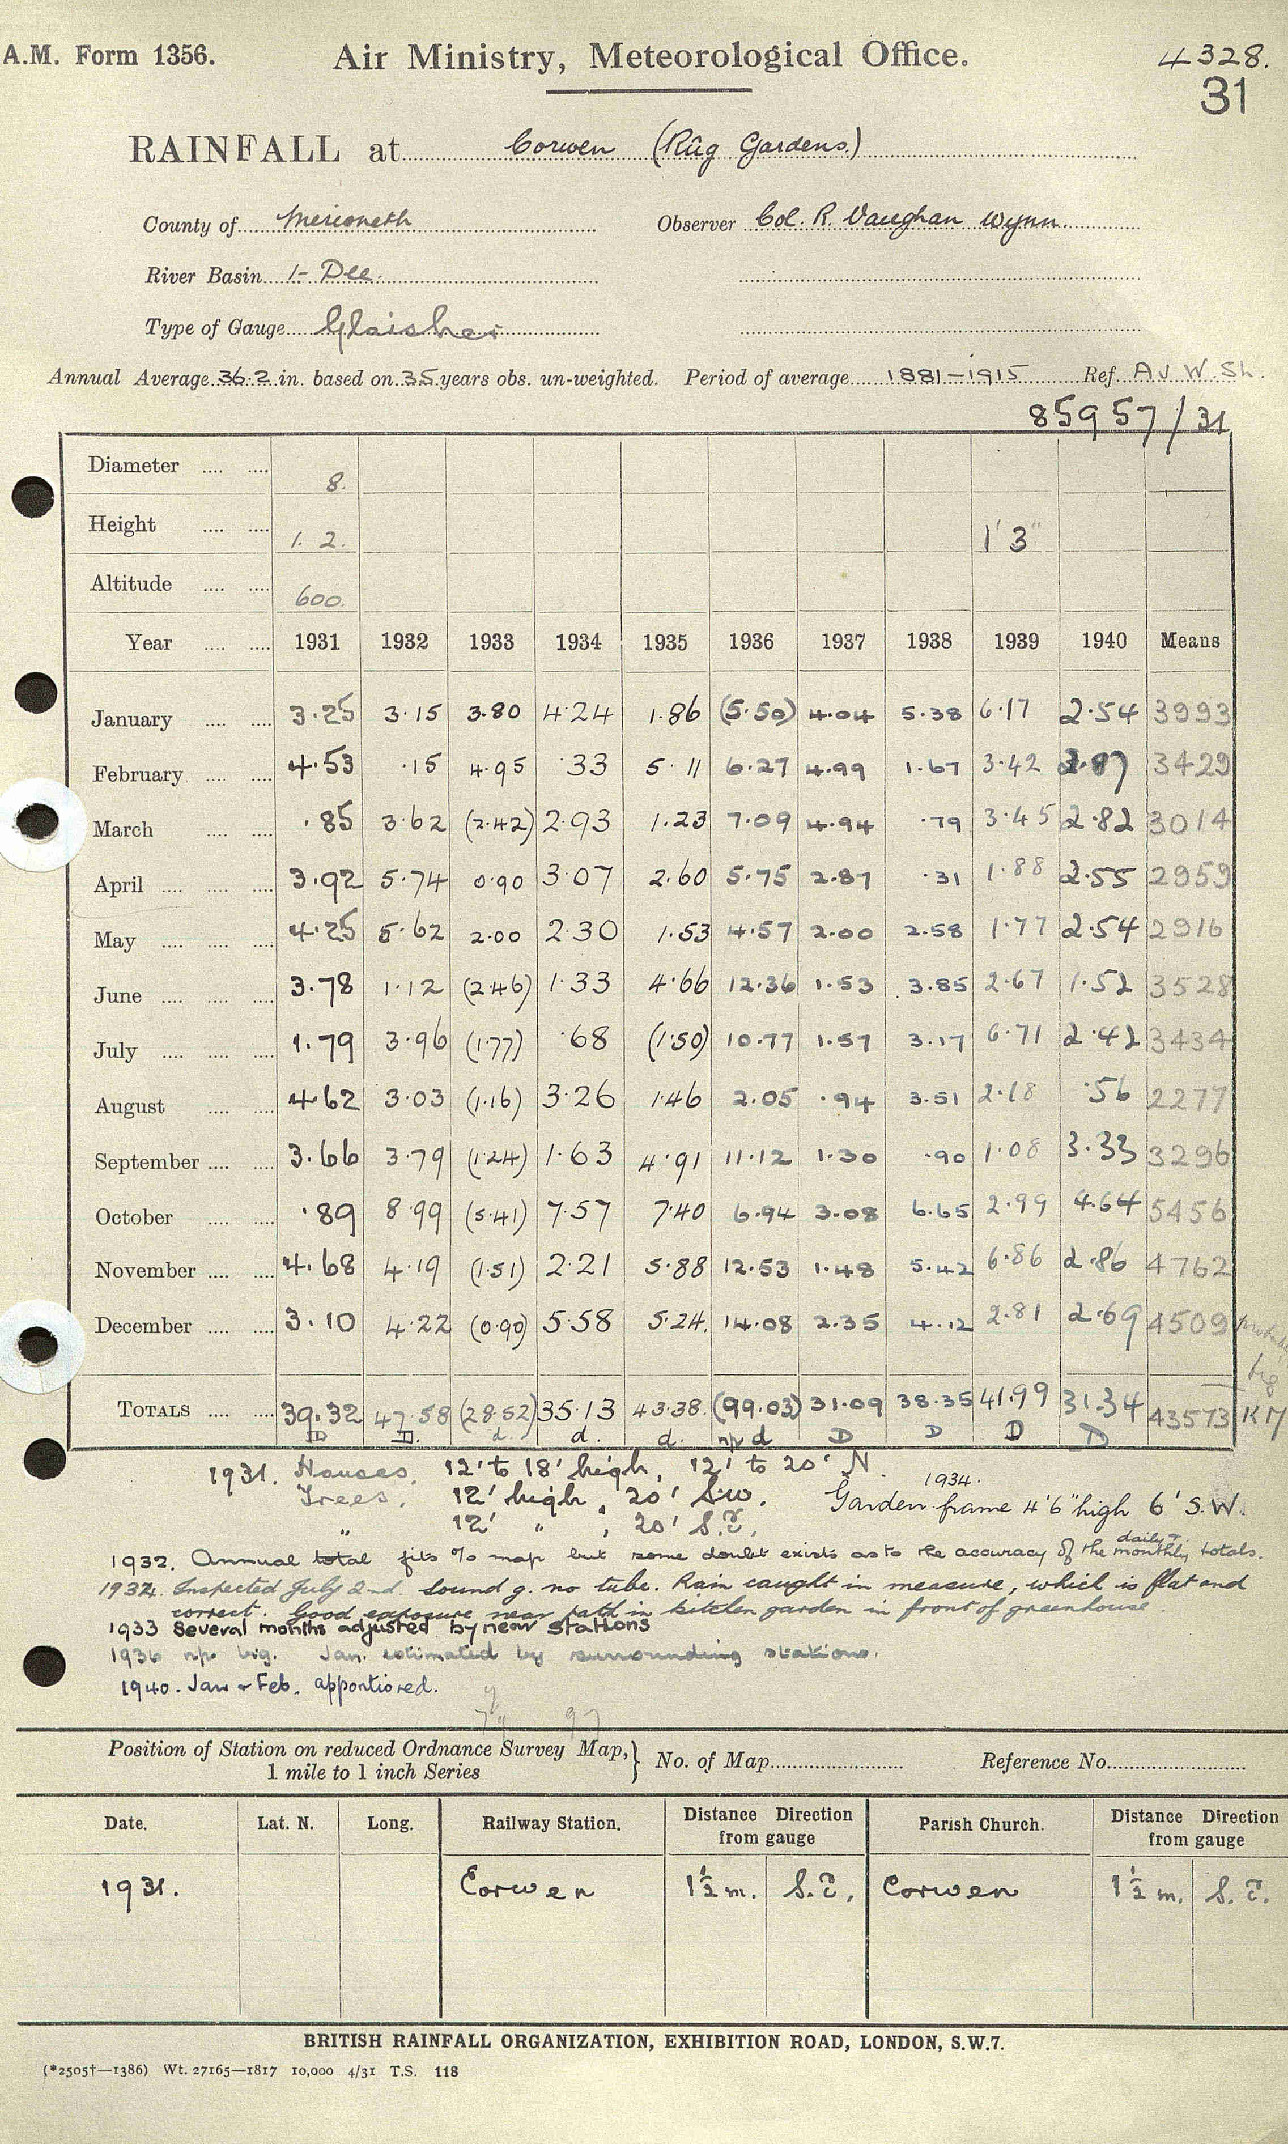 A.M. Form 1356. Air Ministry, Meteorological Office. 4328.
31
RAINFALL at Corwen (Rûg Gardens.)
County of Merioneth Observer Col. R. Vaughan Wynn
River Basin 1- Dee.
Type of Gauge Glaisher
Annual Average 36.2 in. based on 35 years obs. un-weighted. Period of average 1881-1915 Ref. A V W Sh.
85957/31
Diameter .... .... 8.
Height .... .... 1. 2. 1' 3"
Altitude .... .... 600.
Year .... .... 1931 1932 1933 1934 1935 1936 1937 1938 1939 1940 Means
January .... .... 3.25 3.15 3.80 4.24 1.86 (5.50) 4.04 5.38 6.17 2.54 3993
February .... .... 4.53 .15 4.95 .33 5.11 6.27 4.99 1.67 3.42 3.87 3429
March .... .... .85 3.62 (2.42) 2.93 1.23 7.09 4.94 .79 3.45 2.82 3014
April .... .... 3.92 5.74 0.90 3.07 2.60 5.75 2.87 .31 1.88 2.55 2959
May .... .... 4.25 5.62 2.00 2.30 1.53 4.57 2.00 2.58 1.77 2.54 2916
June .... .... 3.78 1.12 (2.46) 1.33 4.66 12.36 1.53 3.85 2.67 1.52 3528
July .... .... 1.79 3.96 (1.77) .68 (1.50) 10.77 1.57 3.17 6.71 2.42 3434
August .... .... 4.62 3.03 (1.16) 3.26 1.46 2.05 .94 3.51 2.18 .56 2277
September .... .... 3.66 3.79 (1.24) 1.63 4.91 11.12 1.30 .90 1.08 3.33 3296
October .... .... .89 8.99 (5.41) 7.57 7.40 6.94 3.08 6.65 2.99 4.64 5456
November .... .... 4.68 4.19 (1.51) 2.21 5.88 12.53 1.48 5.42 6.86 2.86 4762
December .... .... 3.10 4.22 (0.90) 5.58 5.24. 14.08 2.35 4.12 2.81 2.69 4509
TOTALS .... .... 39.32 47.58 (28.52) 35.13 43.38. (99.03) 31.09 38.35 41.99 31.34 43573 KM
D D. d. d. d. np d D D D D
1931. Houses, 12' to 18' high, 12' to 20' N.
Trees, 12' high, 20' S.W. 1934. Garden frame 4'6" high 6' S.W.
" 12' " , 20' S.E.
1932. Annual total fits % map but some doubt exists as to the accuracy of the monthly daily? totals.
1934. Inspected July 2nd. Sound g. no tube. Rain caught in measure, which is flat and
correct. Good exposure near path in kitchen garden in front of greenhouse
1933 Several months adjusted by near stations
1936 np big. Jan. estimated by surrounding stations.
1940. Jan & Feb. apportioned.
Position of Station on reduced Ordnance Survey Map, 1 mile to 1 inch Series } No. of Map Reference No.
Date. Lat. N. Long. Railway Station. Distance Direction from gauge Parish Church. Distance Direction from gauge
1931. Corwen 1½ m. S.E. Corwen 1½ m. S.E.
BRITISH RAINFALL ORGANIZATION, EXHIBITION ROAD, LONDON, S.W.7.
(*2505†—1386) Wt. 27165—1817 10,000 4/31 T.S. 118